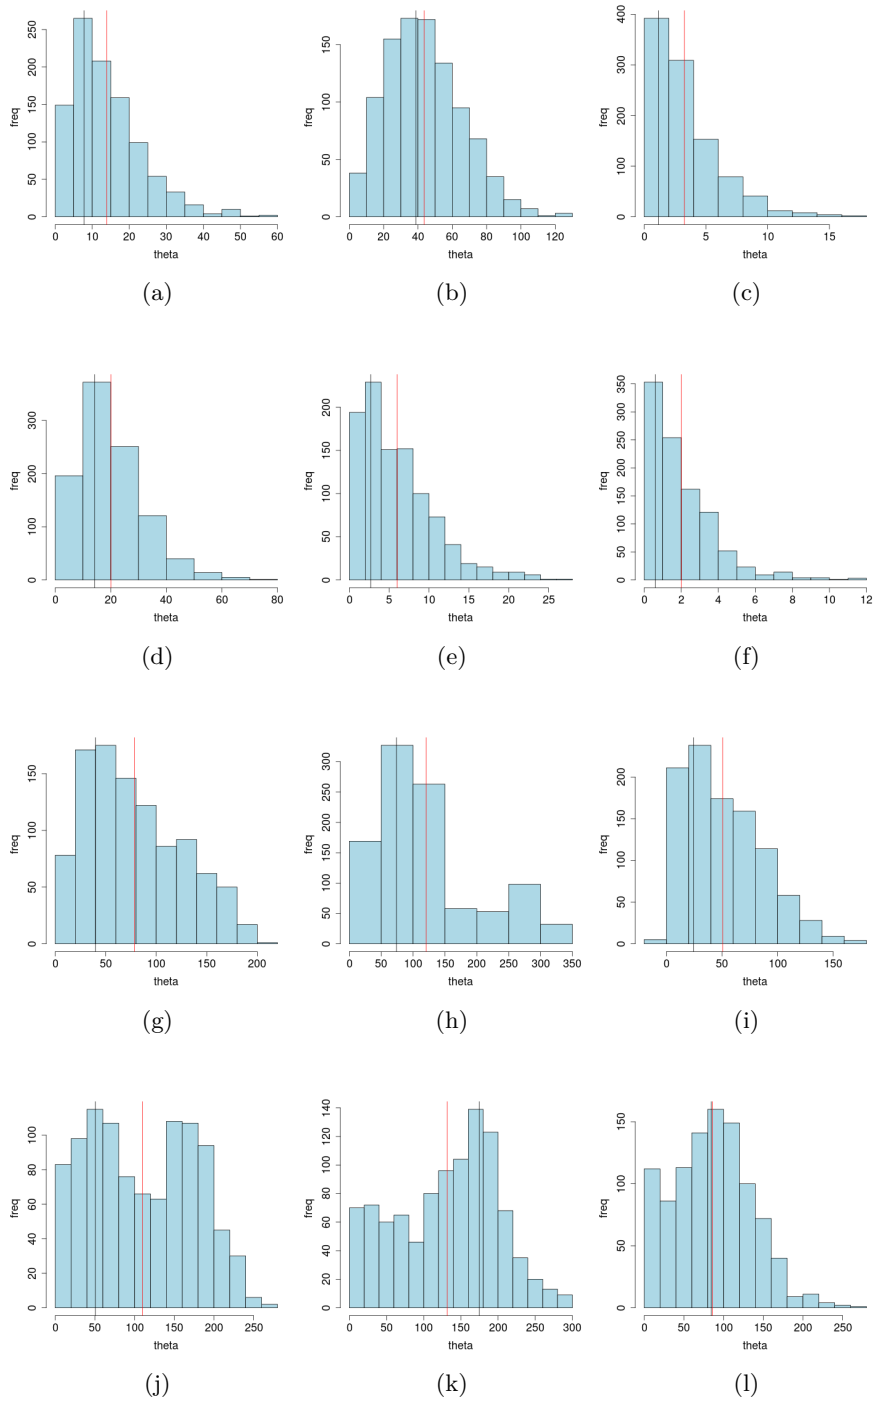 freq 0 50 100 150 200 250
0 10 20 30 40 50 60
theta
(a)
freq 0 50 100 150
0 20 40 60 80 100 120
theta
(b)
freq 0 100 200 300 400
0 5 10 15
theta
(c)
freq 0 100 200 300
0 20 40 60 80
theta
(d)
freq 0 50 100 150 200
0 5 10 15 20 25
theta
(e)
freq 0 50 100 150 200 250 300 350
0 2 4 6 8 10 12
theta
(f)
freq 0 50 100 150
0 50 100 150 200
theta
(g)
freq 0 50 100 150 200 250 300
0 50 100 150 200 250 300 350
theta
(h)
freq 0 50 100 150 200
0 50 100 150
theta
(i)
freq 0 20 40 60 80 100
0 50 100 150 200 250
theta
(j)
freq 0 20 40 60 80 100 120 140
0 50 100 150 200 250 300
theta
(k)
freq 0 50 100 150
0 50 100 150 200 250
theta
(l)